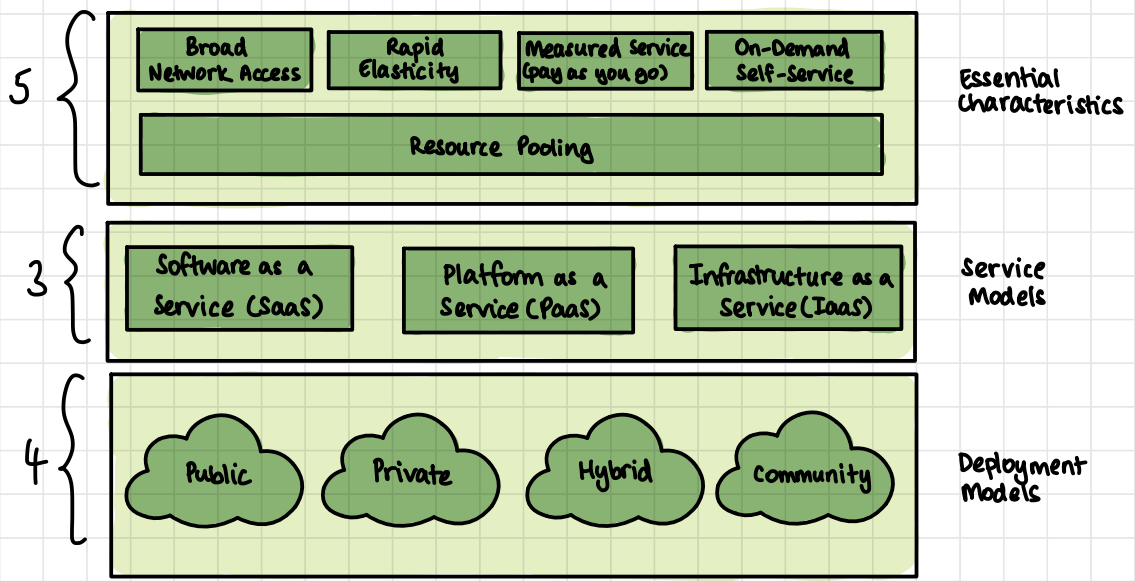 5
Broad
Network Access
Rapid
Elasticity
Measured Service
(pay as you go)
On-Demand
Self-Service
Essential
Characteristics
Resource Pooling
3
Software as a
Service (SaaS)
Platform as a
Service (PaaS)
Infrastructure as a
Service (IaaS)
Service
Models
4
Public
Private
Hybrid
Community
Deployment
Models